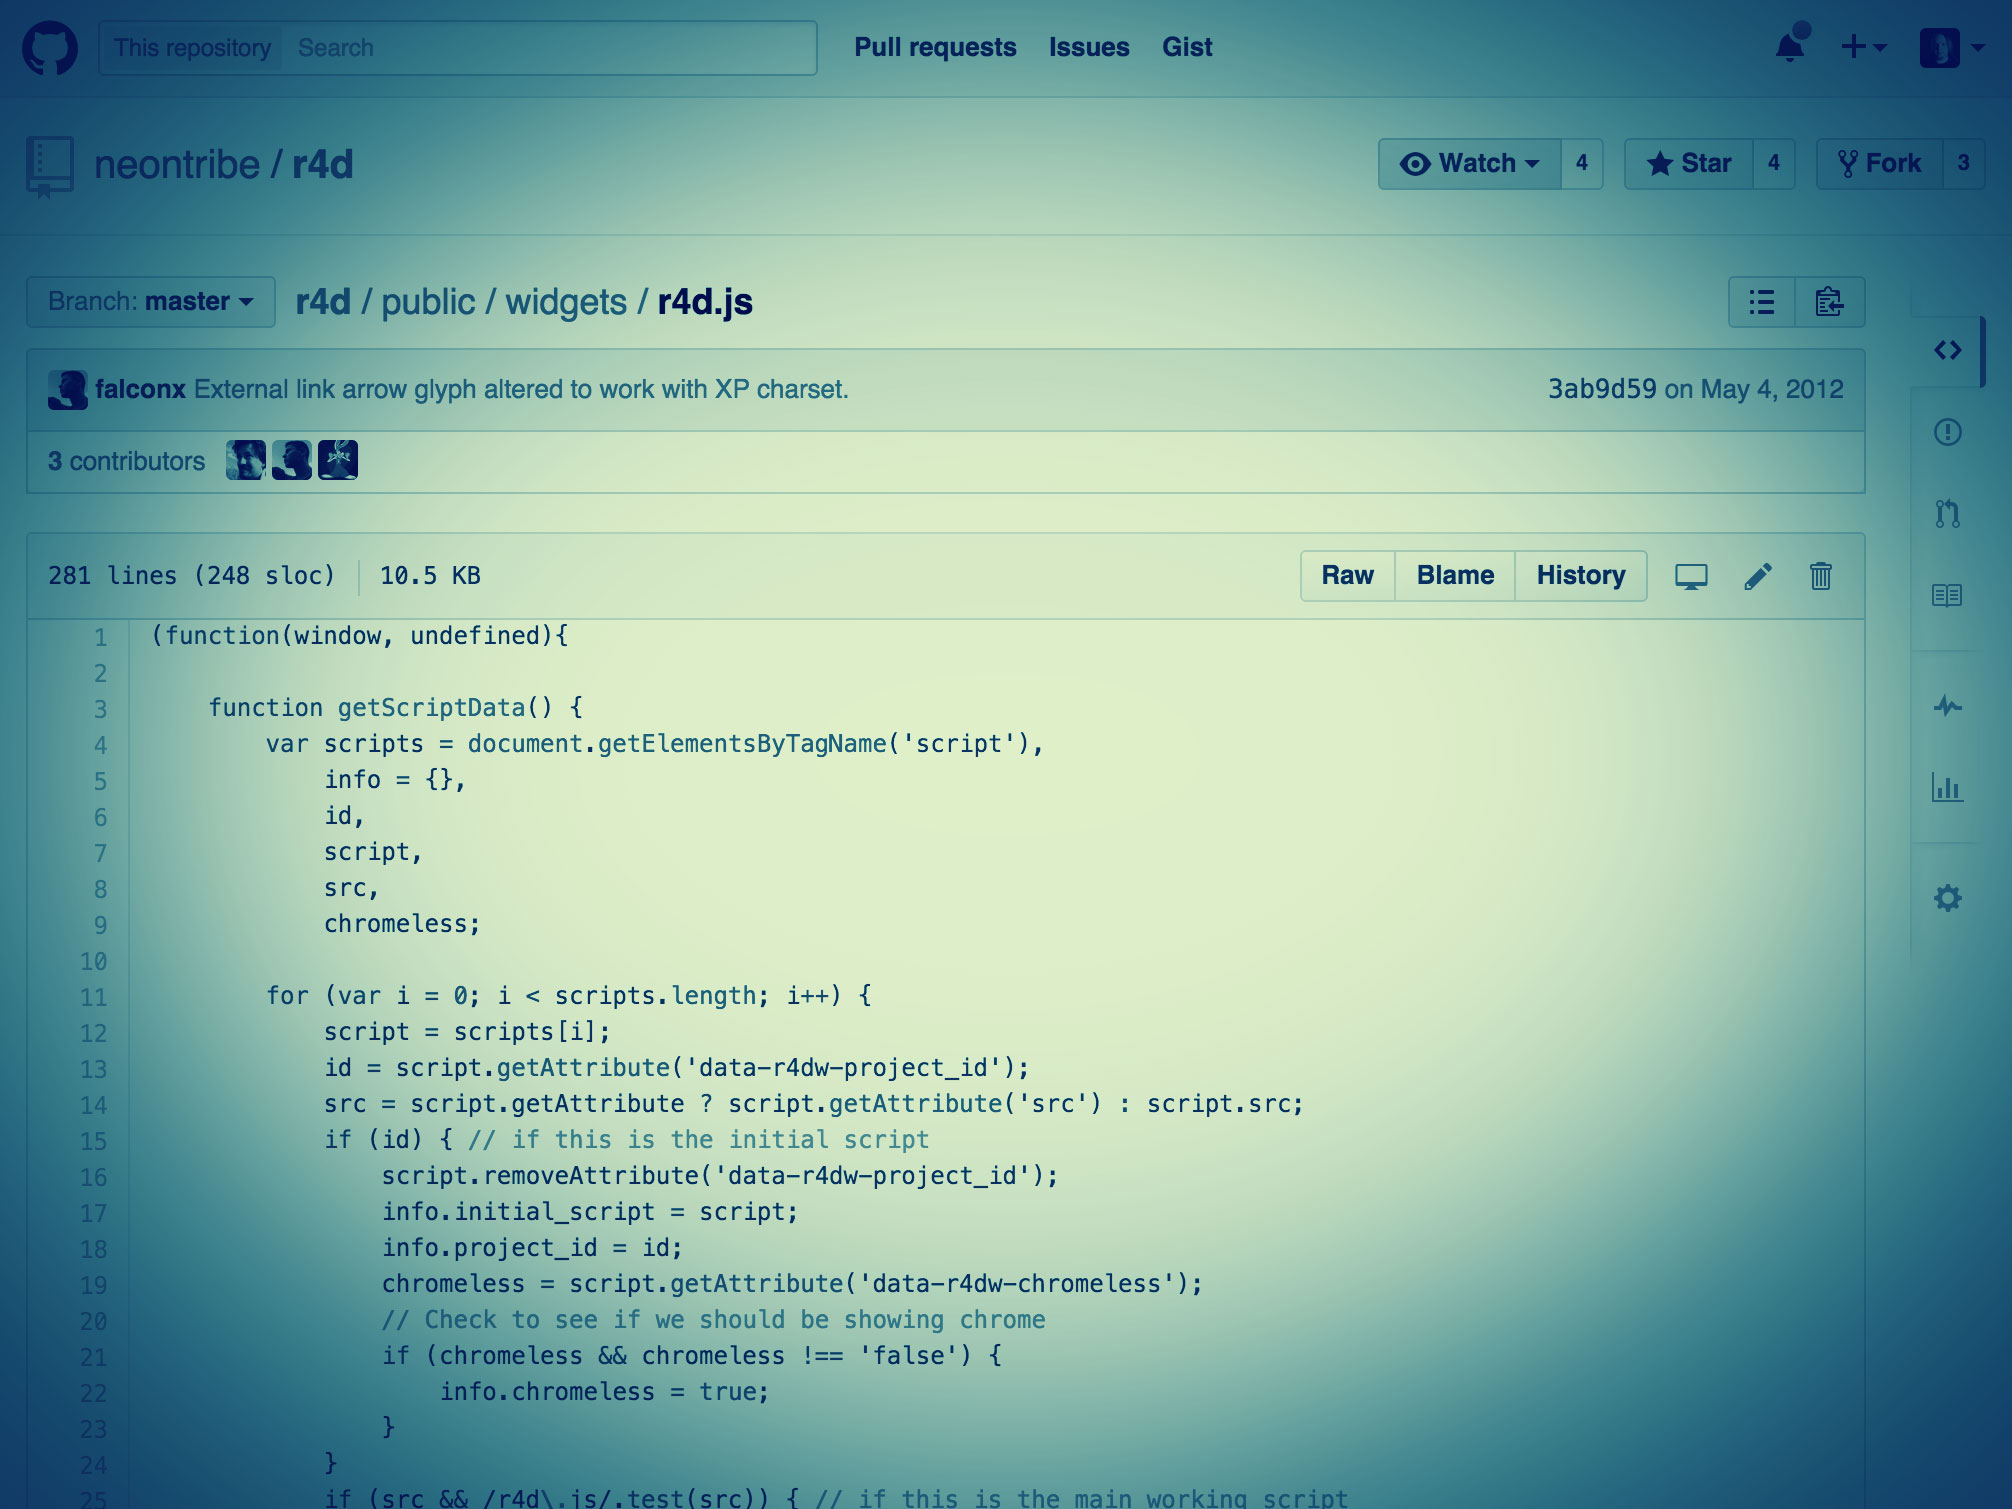 This repository Search Pull requests Issues Gist
neontribe / r4d Watch 4 Star 4 Fork 3
Branch: master r4d / public / widgets / r4d.js
falconx External link arrow glyph altered to work with XP charset. 3ab9d59 on May 4, 2012
3 contributors
281 lines (248 sloc) 10.5 KB Raw Blame History
1 (function(window, undefined){
2
3 function getScriptData() {
4 var scripts = document.getElementsByTagName('script'),
5 info = {},
6 id,
7 script,
8 src,
9 chromeless;
10
11 for (var i = 0; i < scripts.length; i++) {
12 script = scripts[i];
13 id = script.getAttribute('data-r4dw-project_id');
14 src = script.getAttribute ? script.getAttribute('src') : script.src;
15 if (id) { // if this is the initial script
16 script.removeAttribute('data-r4dw-project_id');
17 info.initial_script = script;
18 info.project_id = id;
19 chromeless = script.getAttribute('data-r4dw-chromeless');
20 // Check to see if we should be showing chrome
21 if (chromeless && chromeless !== 'false') {
22 info.chromeless = true;
23 }
24 }
25 if (src && /r4d\.js/.test(src)) { // if this is the main working script